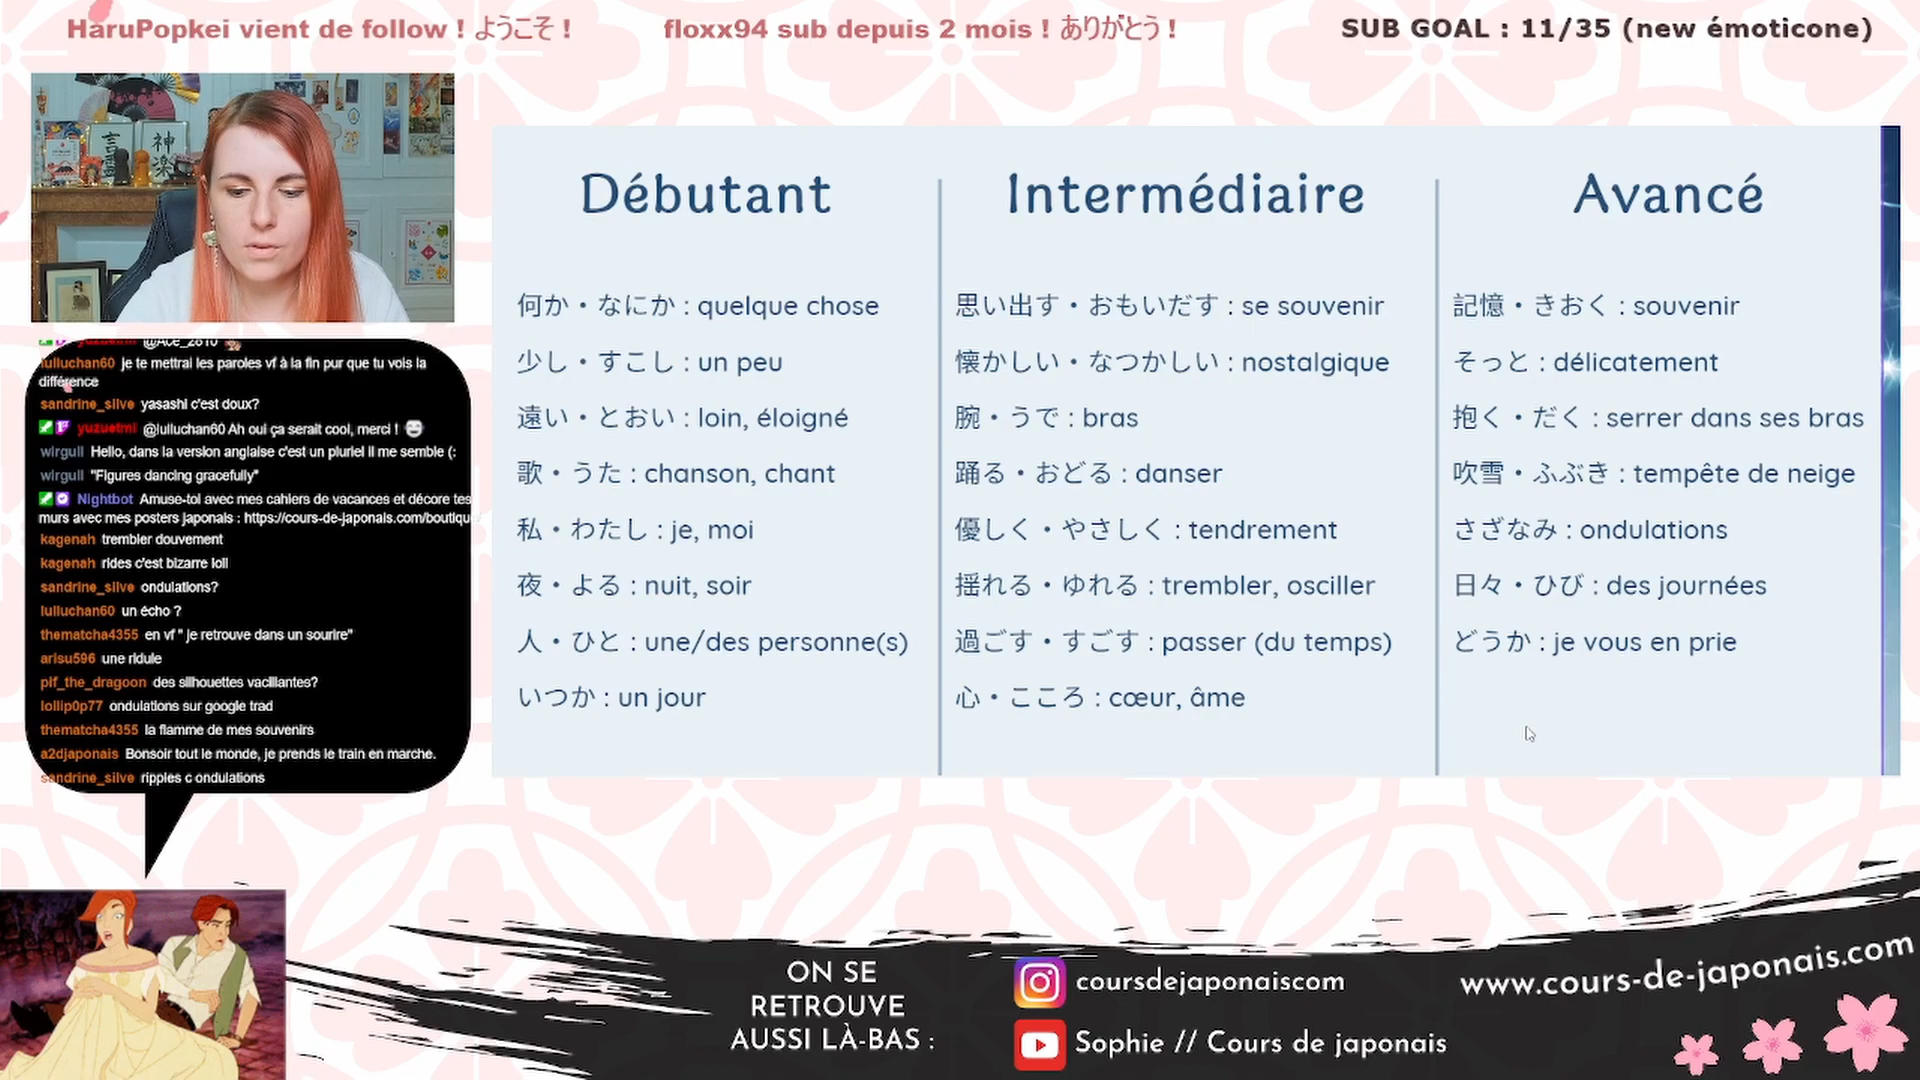 HaruPopkei vient de follow ! ようこそ !
floxx94 sub depuis 2 mois ! ありがとう !
SUB GOAL : 11/35 (new émoticone)
言
神楽
@Ace_2610
lulluchan60 je te mettrai les paroles vf à la fin pur que tu vois la
différence
sandrine_silve yasashi c'est doux?
yuzuetmi @lulluchan60 Ah oui ça serait cool, merci !
wirgull Hello, dans la version anglaise c'est un pluriel il me semble (:
wirgull "Figures dancing gracefully"
Nightbot Amuse-toi avec mes cahiers de vacances et décore tes
murs avec mes posters japonais : https://cours-de-japonais.com/boutique
kagenah trembler douvement
kagenah rides c'est bizarre loll
sandrine_silve ondulations?
lulluchan60 un écho ?
thematcha4355 en vf " je retrouve dans un sourire"
arisu596 une ridule
pif_the_dragoon des silhouettes vacillantes?
lollip0p77 ondulations sur google trad
thematcha4355 la flamme de mes souvenirs
a2djaponais Bonsoir tout le monde, je prends le train en marche.
sandrine_silve ripples c ondulations
Débutant
何か・なにか : quelque chose
少し・すこし : un peu
遠い・とおい : loin, éloigné
歌・うた : chanson, chant
私・わたし : je, moi
夜・よる : nuit, soir
人・ひと : une/des personne(s)
いつか : un jour
Intermédiaire
思い出す・おもいだす : se souvenir
懐かしい・なつかしい : nostalgique
腕・うで : bras
踊る・おどる : danser
優しく・やさしく : tendrement
揺れる・ゆれる : trembler, osciller
過ごす・すごす : passer (du temps)
心・こころ : cœur, âme
Avancé
記憶・きおく : souvenir
そっと : délicatement
抱く・だく : serrer dans ses bras
吹雪・ふぶき : tempête de neige
さざなみ : ondulations
日々・ひび : des journées
どうか : je vous en prie
ON SE
RETROUVE
AUSSI LÀ-BAS :
coursdejaponaiscom
Sophie // Cours de japonais
www.cours-de-japonais.com